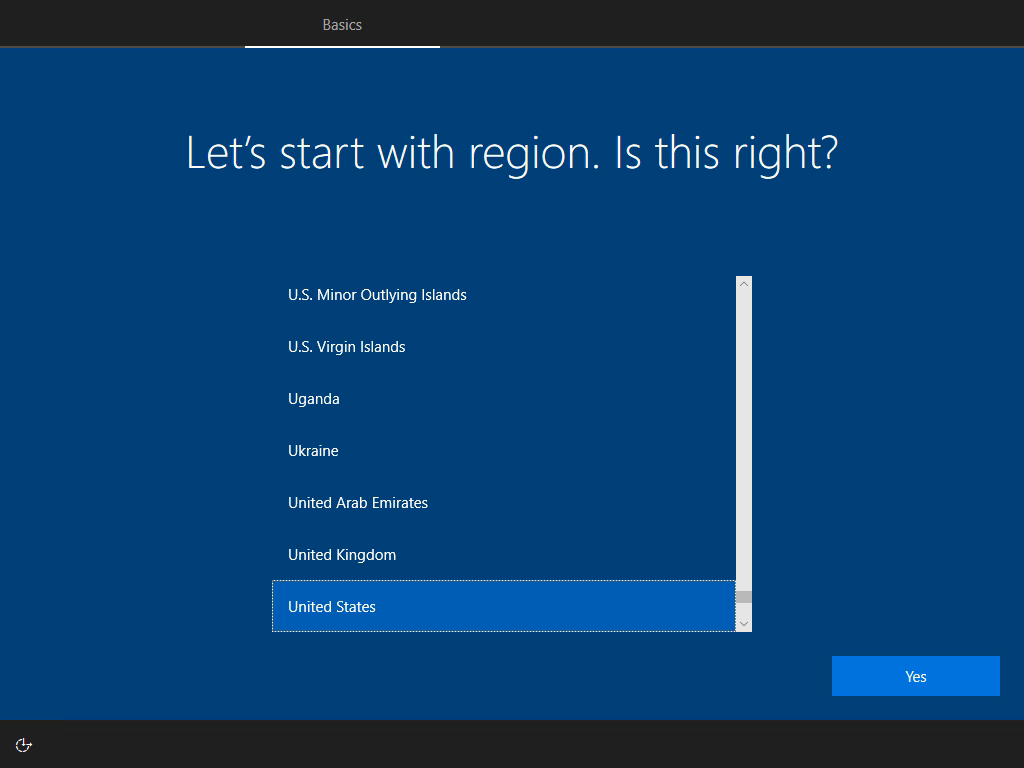 Basics
Let’s start with region. Is this right?
U.S. Minor Outlying Islands
U.S. Virgin Islands
Uganda
Ukraine
United Arab Emirates
United Kingdom
United States
Yes